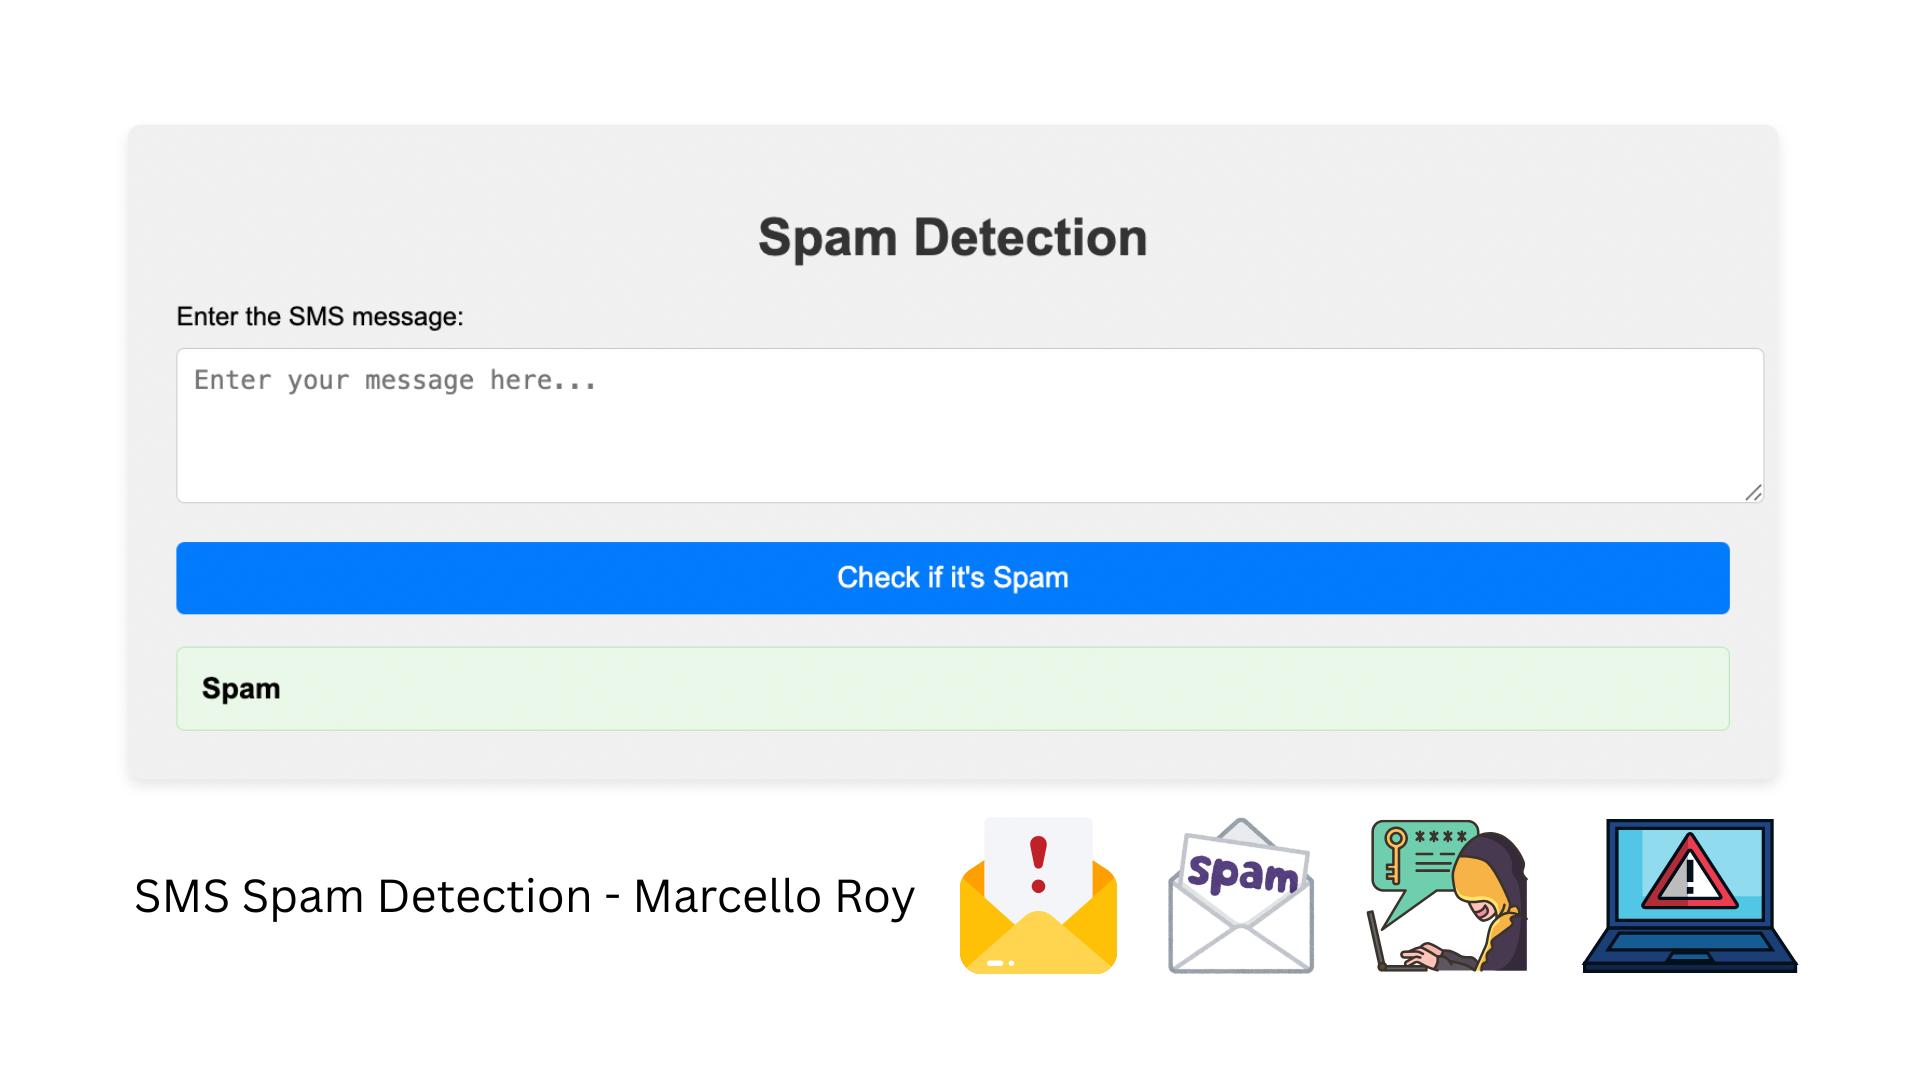 Spam Detection
Enter the SMS message:
Enter your message here...
Check if it's Spam
Spam
SMS Spam Detection - Marcello Roy
!
spam
****
!